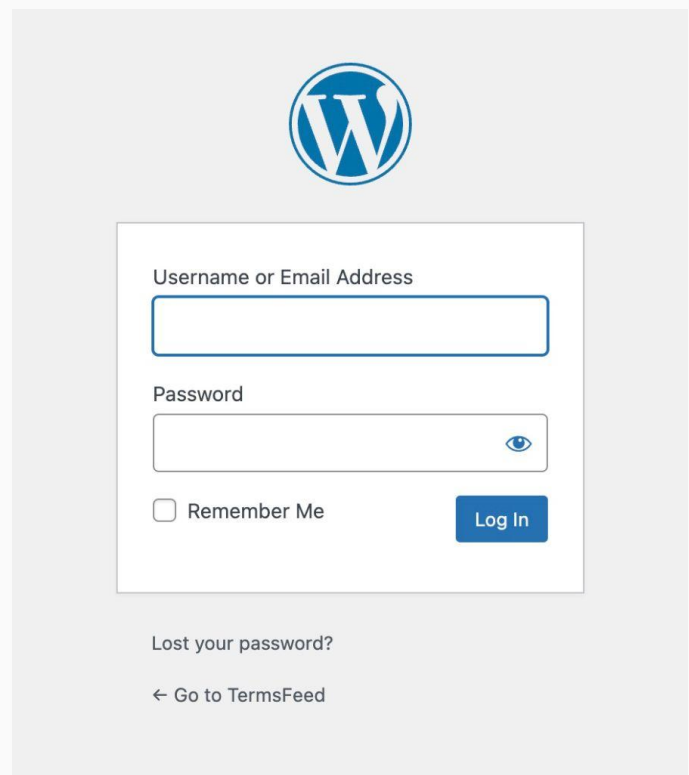 Username or Email Address
Password
Remember Me
Log In
Lost your password?
← Go to TermsFeed